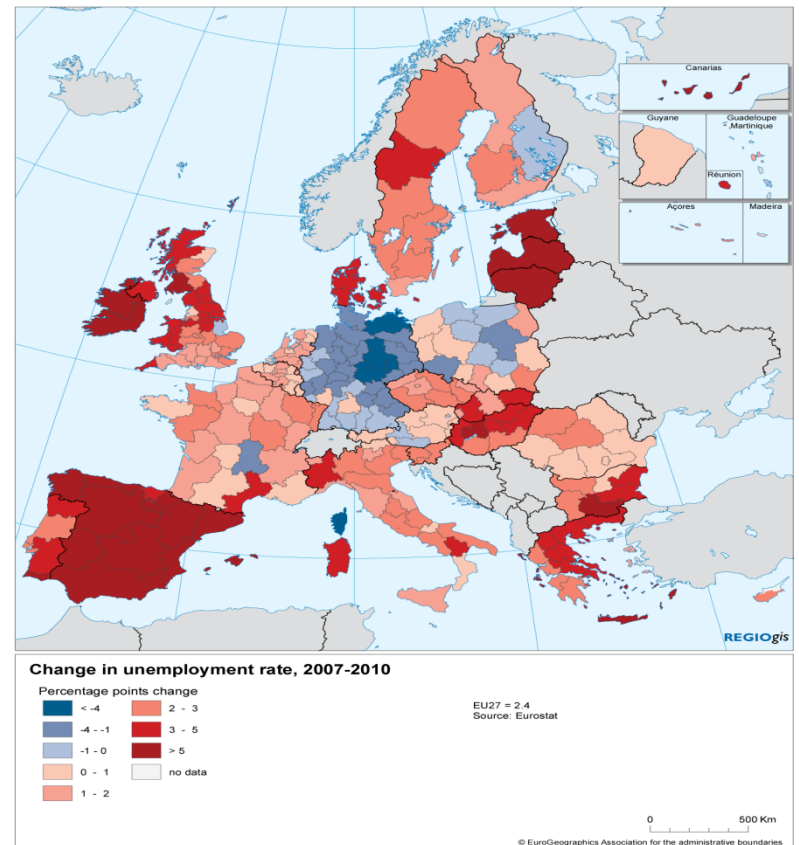 Canarias
Guyane
Guadeloupe
Martinique
Réunion
Açores
Madeira
REGIOgis
Change in unemployment rate, 2007-2010
Percentage points change
< -4
-4 - -1
-1 - 0
0 - 1
1 - 2
2 - 3
3 - 5
> 5
no data
EU27 = 2.4
Source: Eurostat
0 500 Km
© EuroGeographics Association for the administrative boundaries